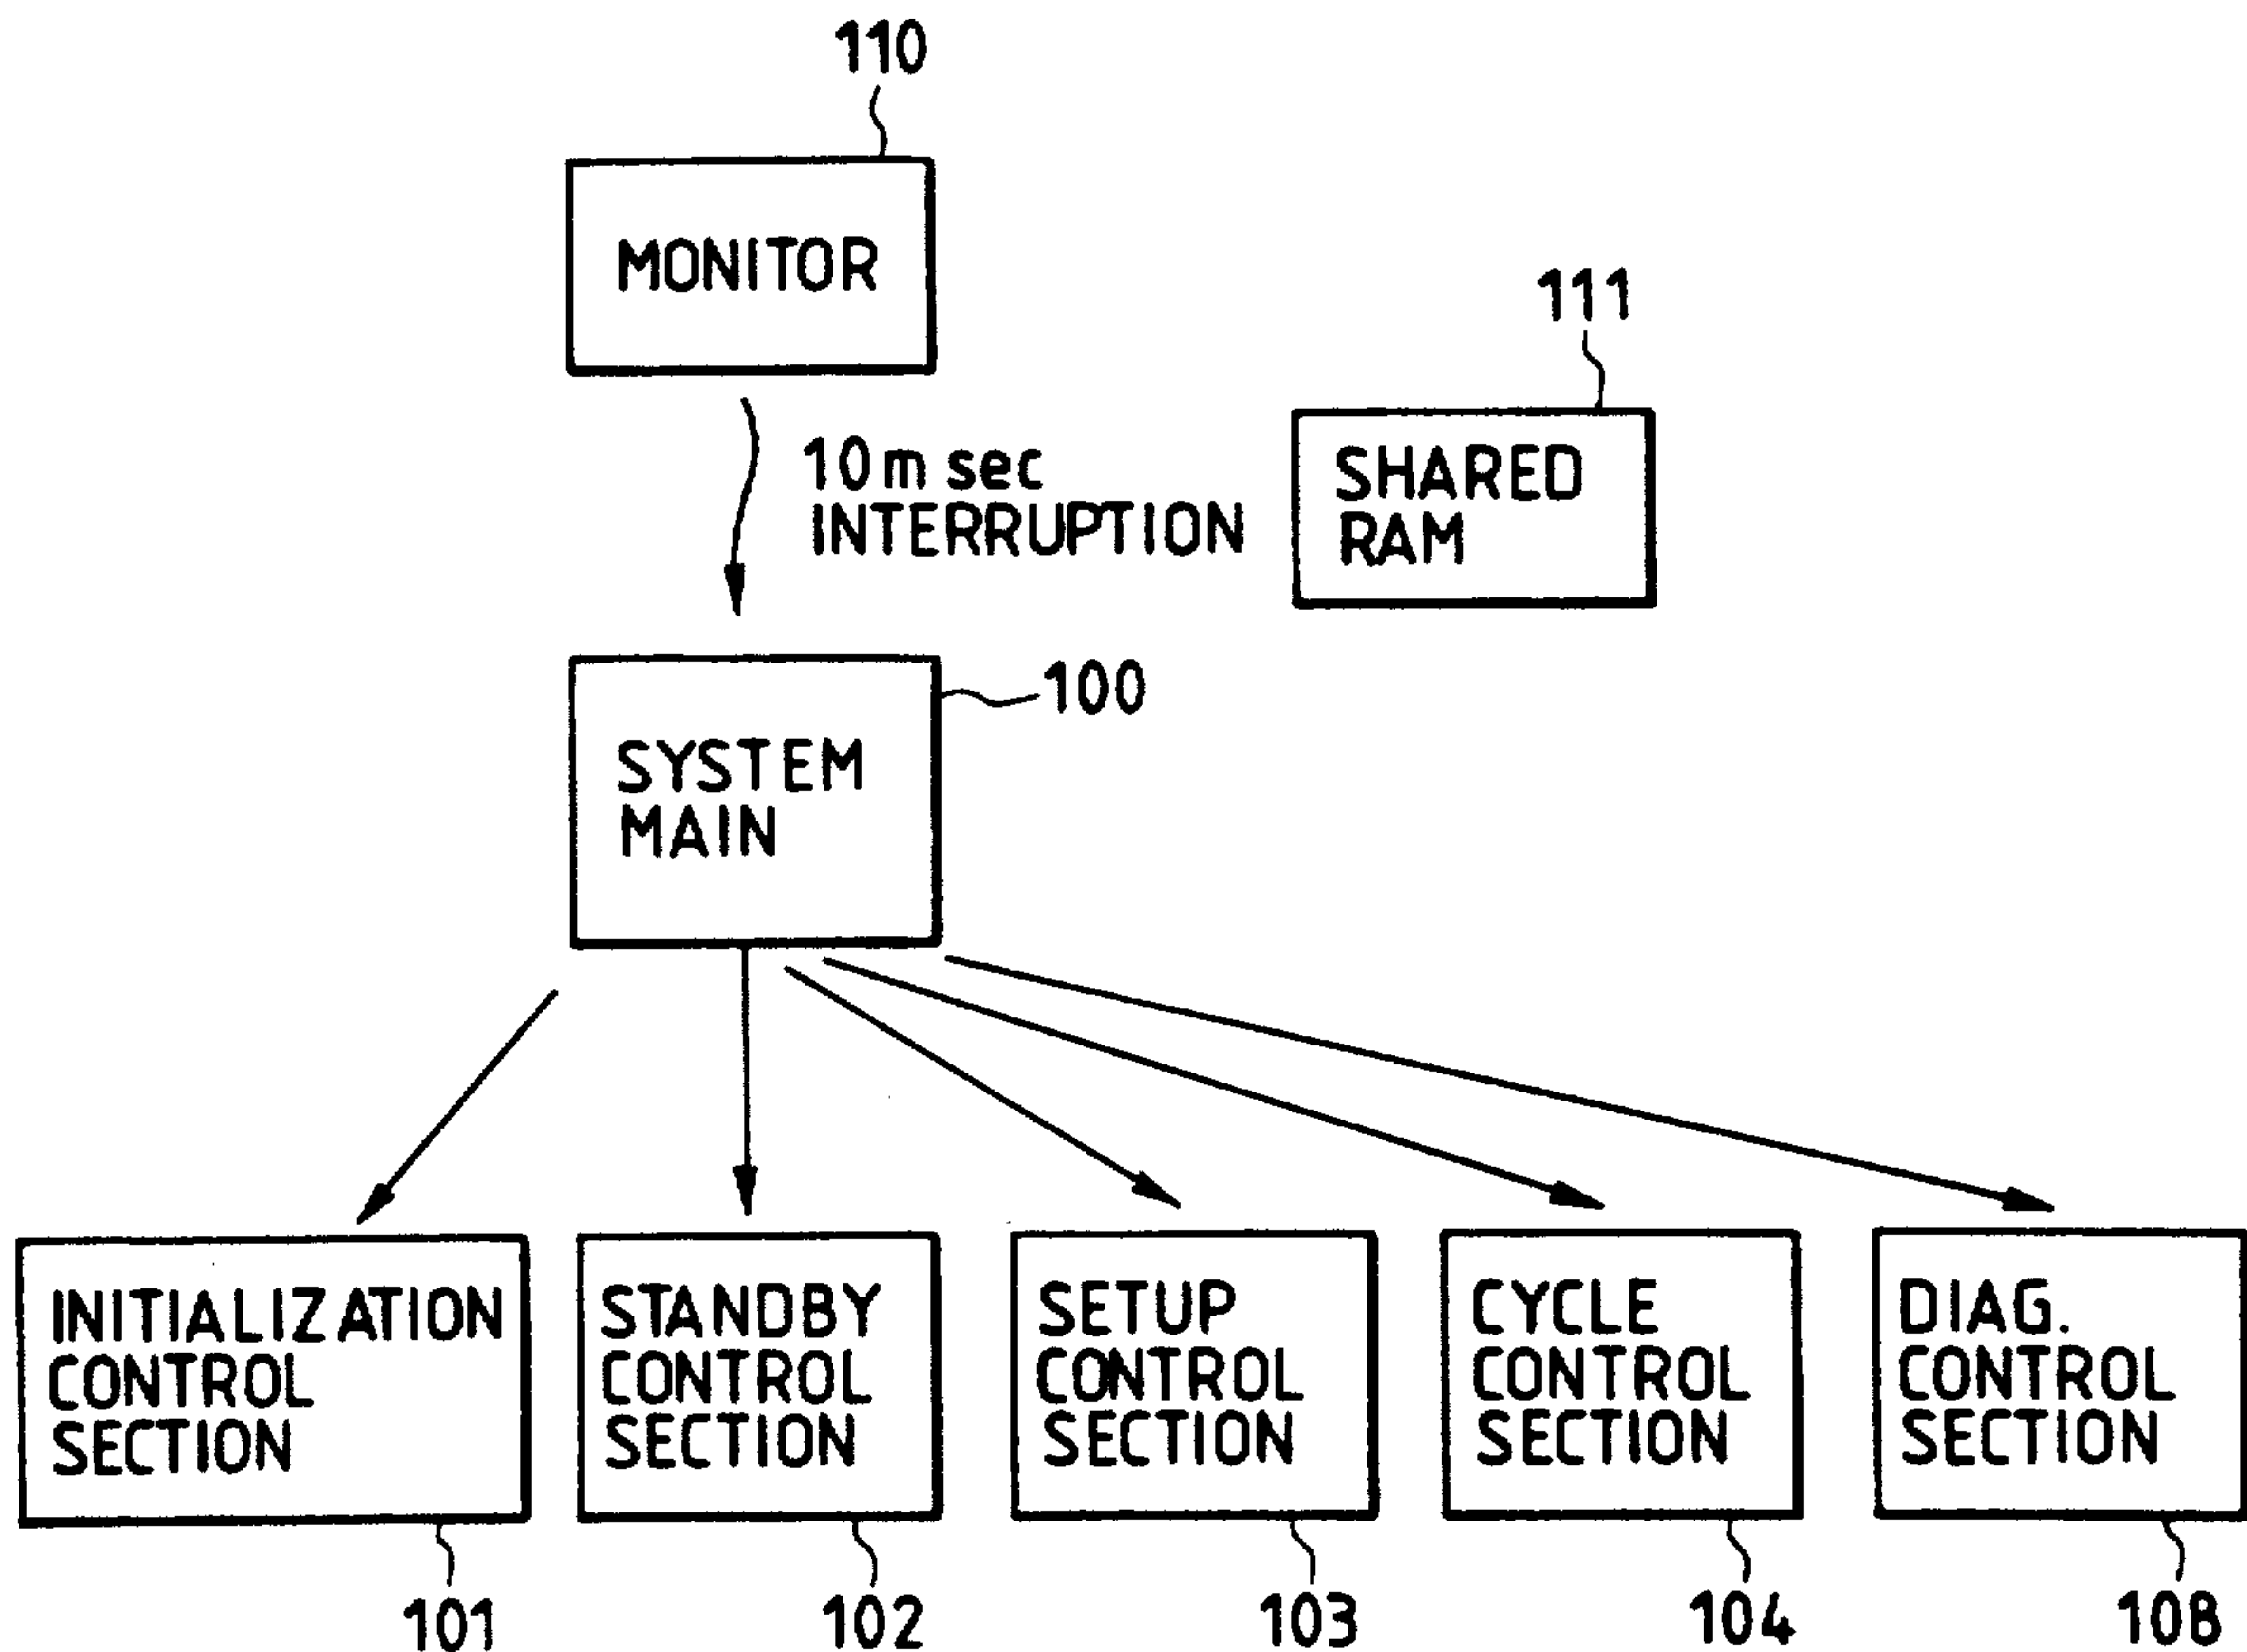 110
MONITOR
111
10m sec
INTERRUPTION
SHARED
RAM
100
SYSTEM
MAIN
INITIALIZATION
CONTROL
SECTION
STANDBY
CONTROL
SECTION
SETUP
CONTROL
SECTION
CYCLE
CONTROL
SECTION
DIAG.
CONTROL
SECTION
101
102
103
104
108